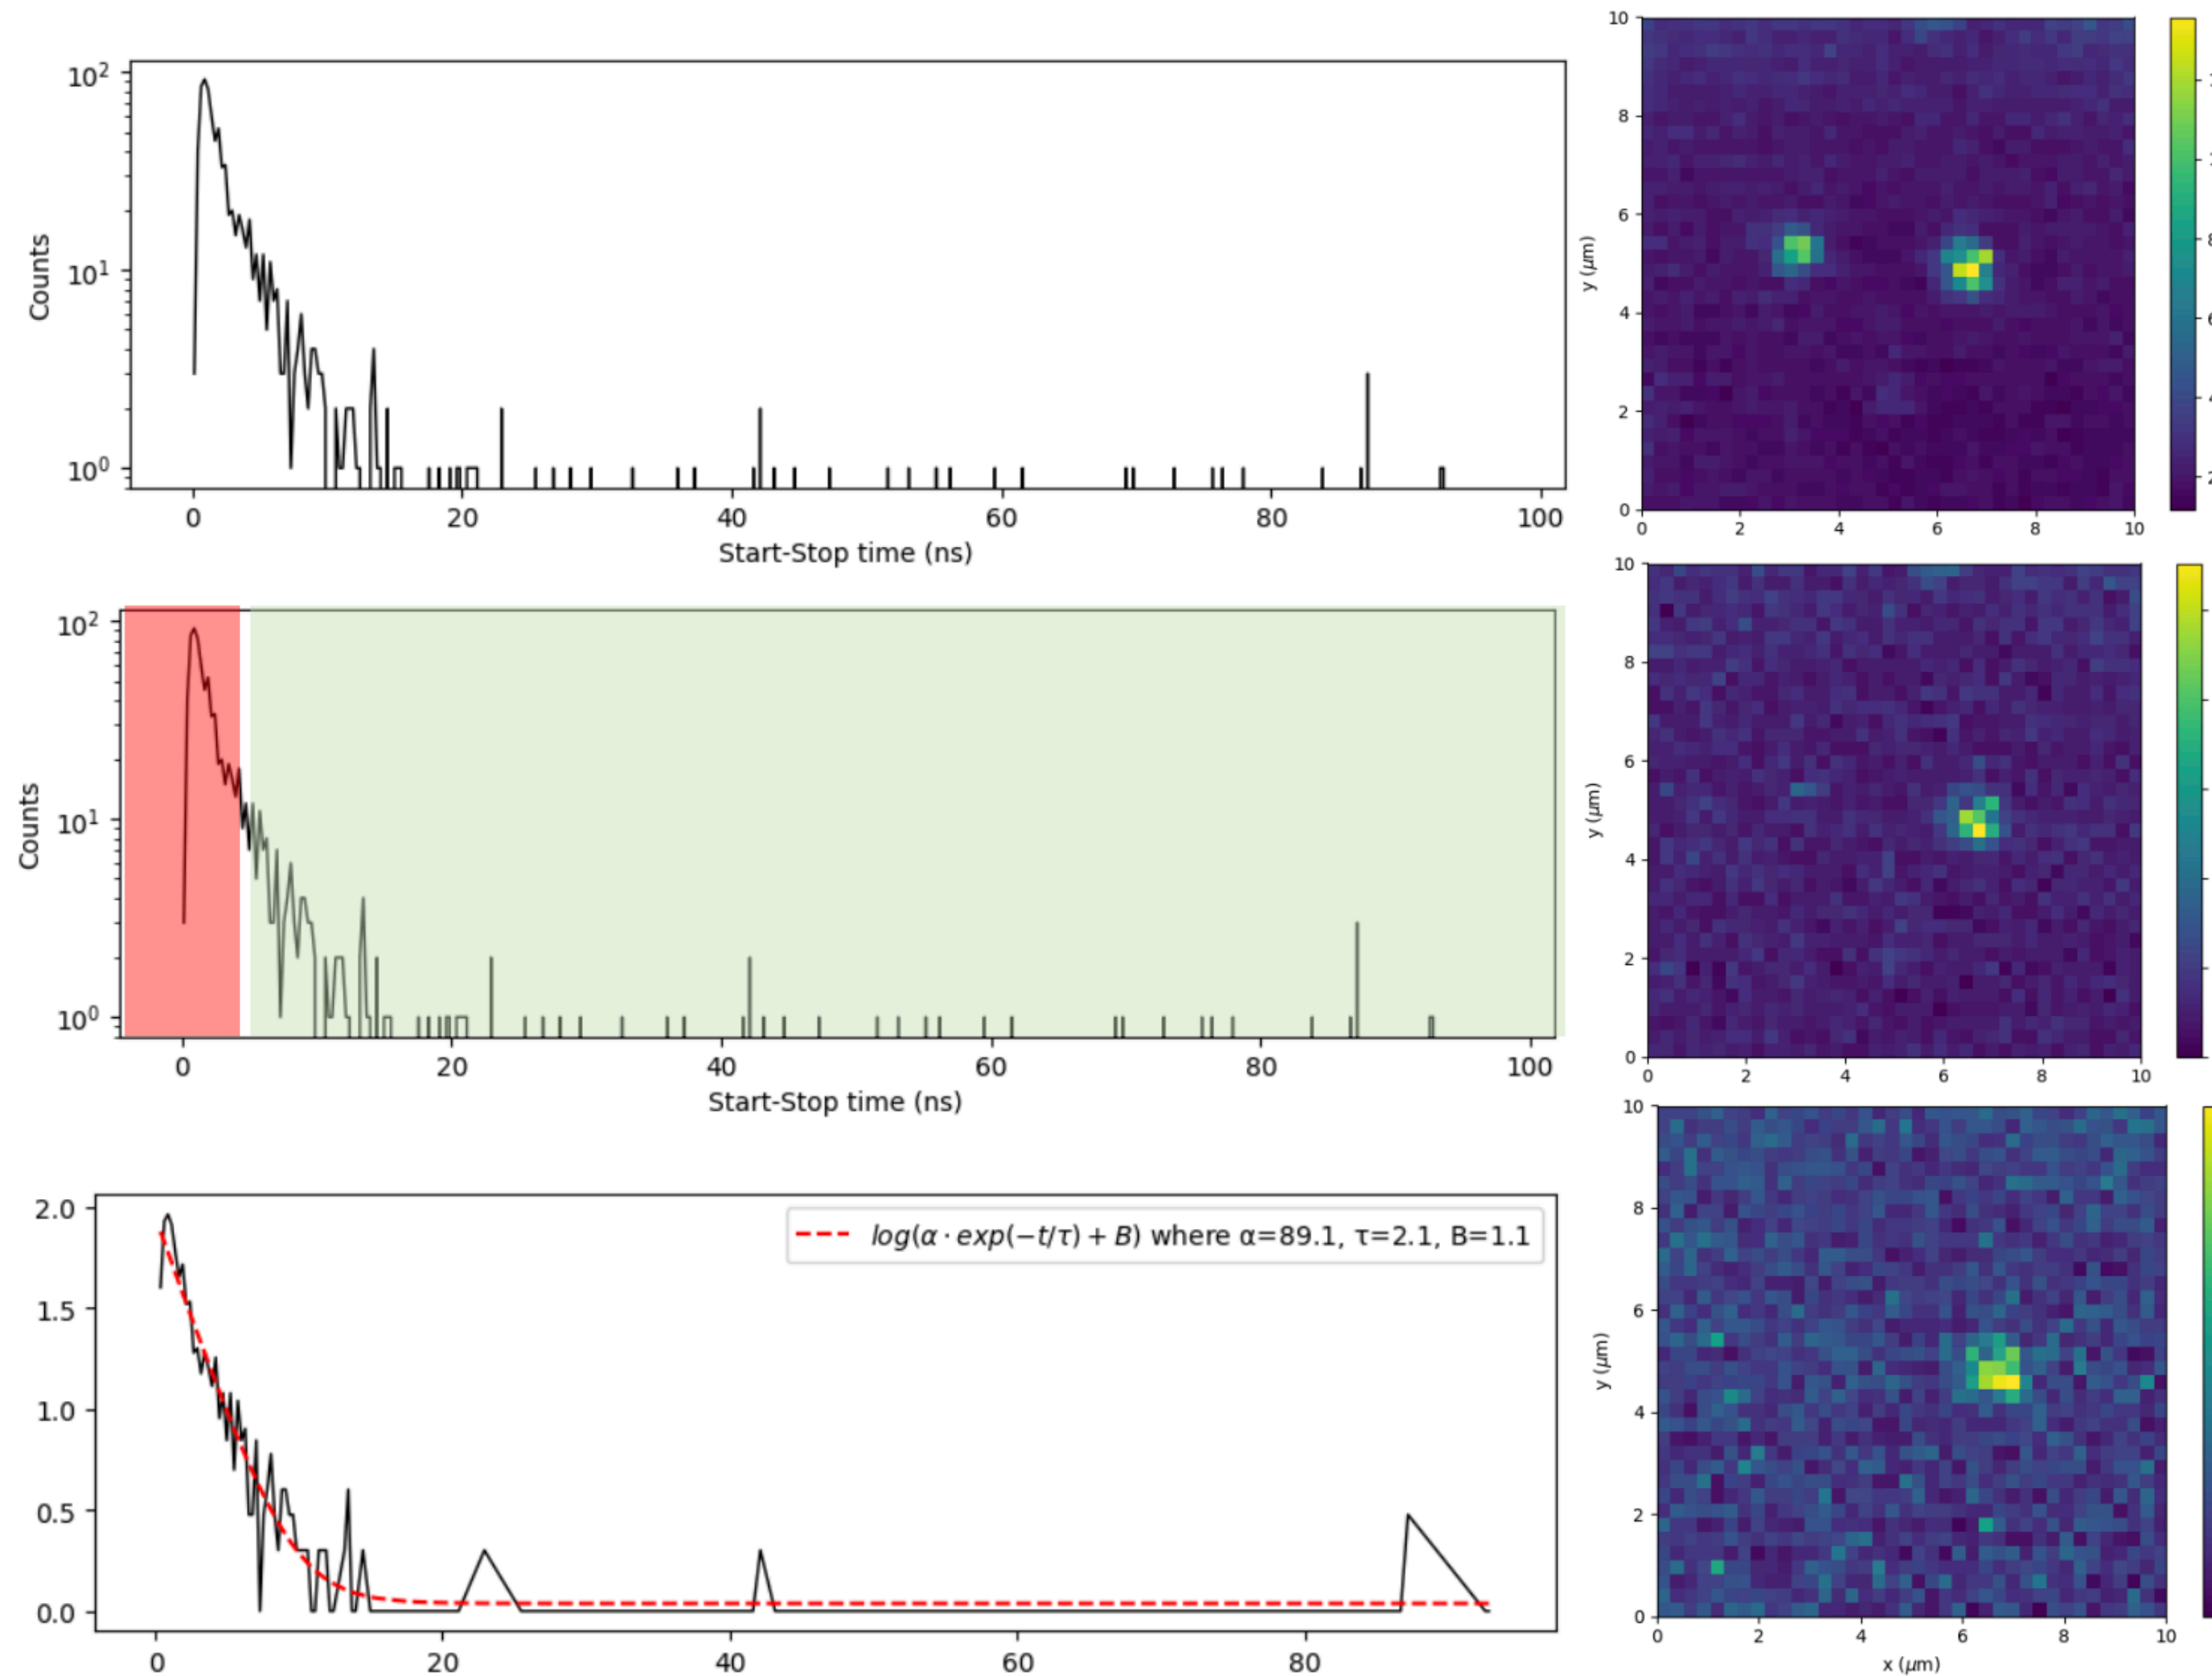 10²
10¹
10⁰
Counts
0 20 40 60 80 100
Start-Stop time (ns)
10
8
6
4
2
0
y (μm)
0 2 4 6 8 10
8
6
4
2
10²
10¹
10⁰
Counts
0 20 40 60 80 100
Start-Stop time (ns)
10
8
6
4
2
0
y (μm)
0 2 4 6 8 10
2.0
1.5
1.0
0.5
0.0
log(α · exp(−t/τ) + B) where α=89.1, τ=2.1, B=1.1
0 20 40 60 80
10
8
6
4
2
0
y (μm)
0 2 4 6 8 10
x (μm)